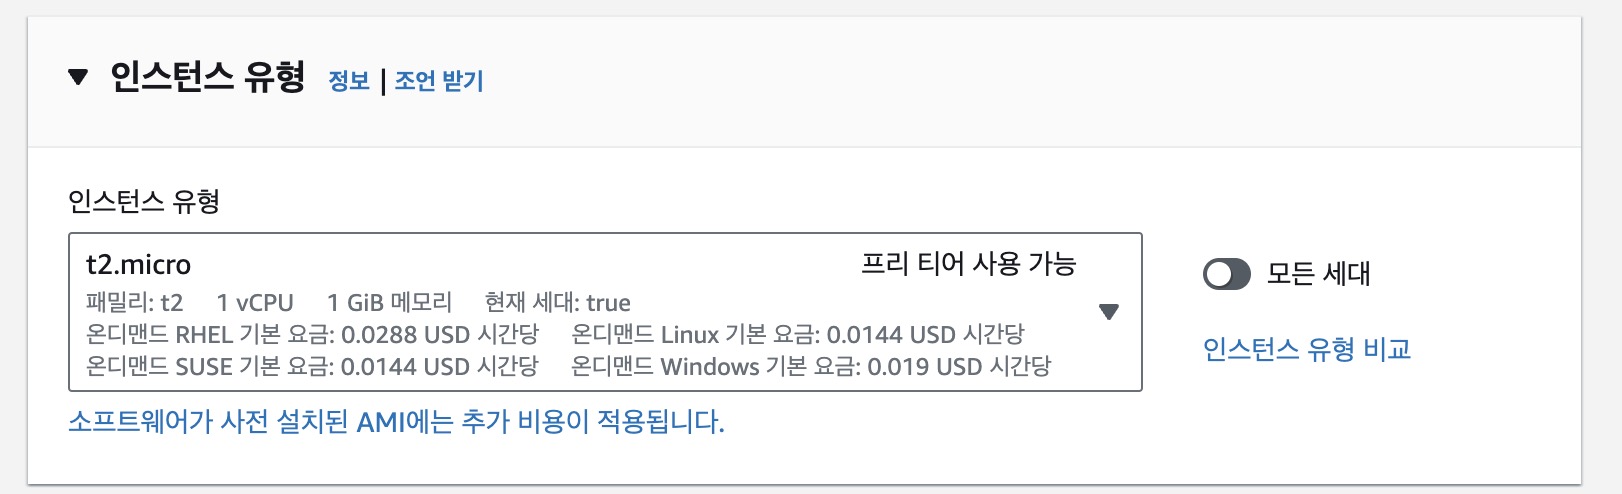 인스턴스 유형 정보 | 조언 받기
인스턴스 유형
t2.micro 프리 티어 사용 가능
패밀리: t2 1 vCPU 1 GiB 메모리 현재 세대: true
온디맨드 RHEL 기본 요금: 0.0288 USD 시간당 온디맨드 Linux 기본 요금: 0.0144 USD 시간당
온디맨드 SUSE 기본 요금: 0.0144 USD 시간당 온디맨드 Windows 기본 요금: 0.019 USD 시간당
모든 세대
인스턴스 유형 비교
소프트웨어가 사전 설치된 AMI에는 추가 비용이 적용됩니다.